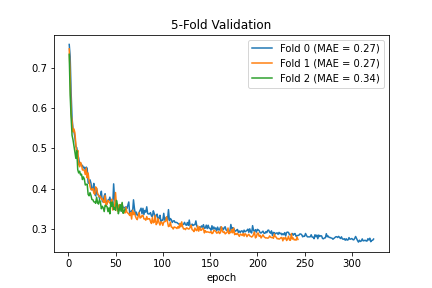 5-Fold Validation
Fold 0 (MAE = 0.27)
Fold 1 (MAE = 0.27)
Fold 2 (MAE = 0.34)
0.7
0.6
0.5
0.4
0.3
0 50 100 150 200 250 300
epoch